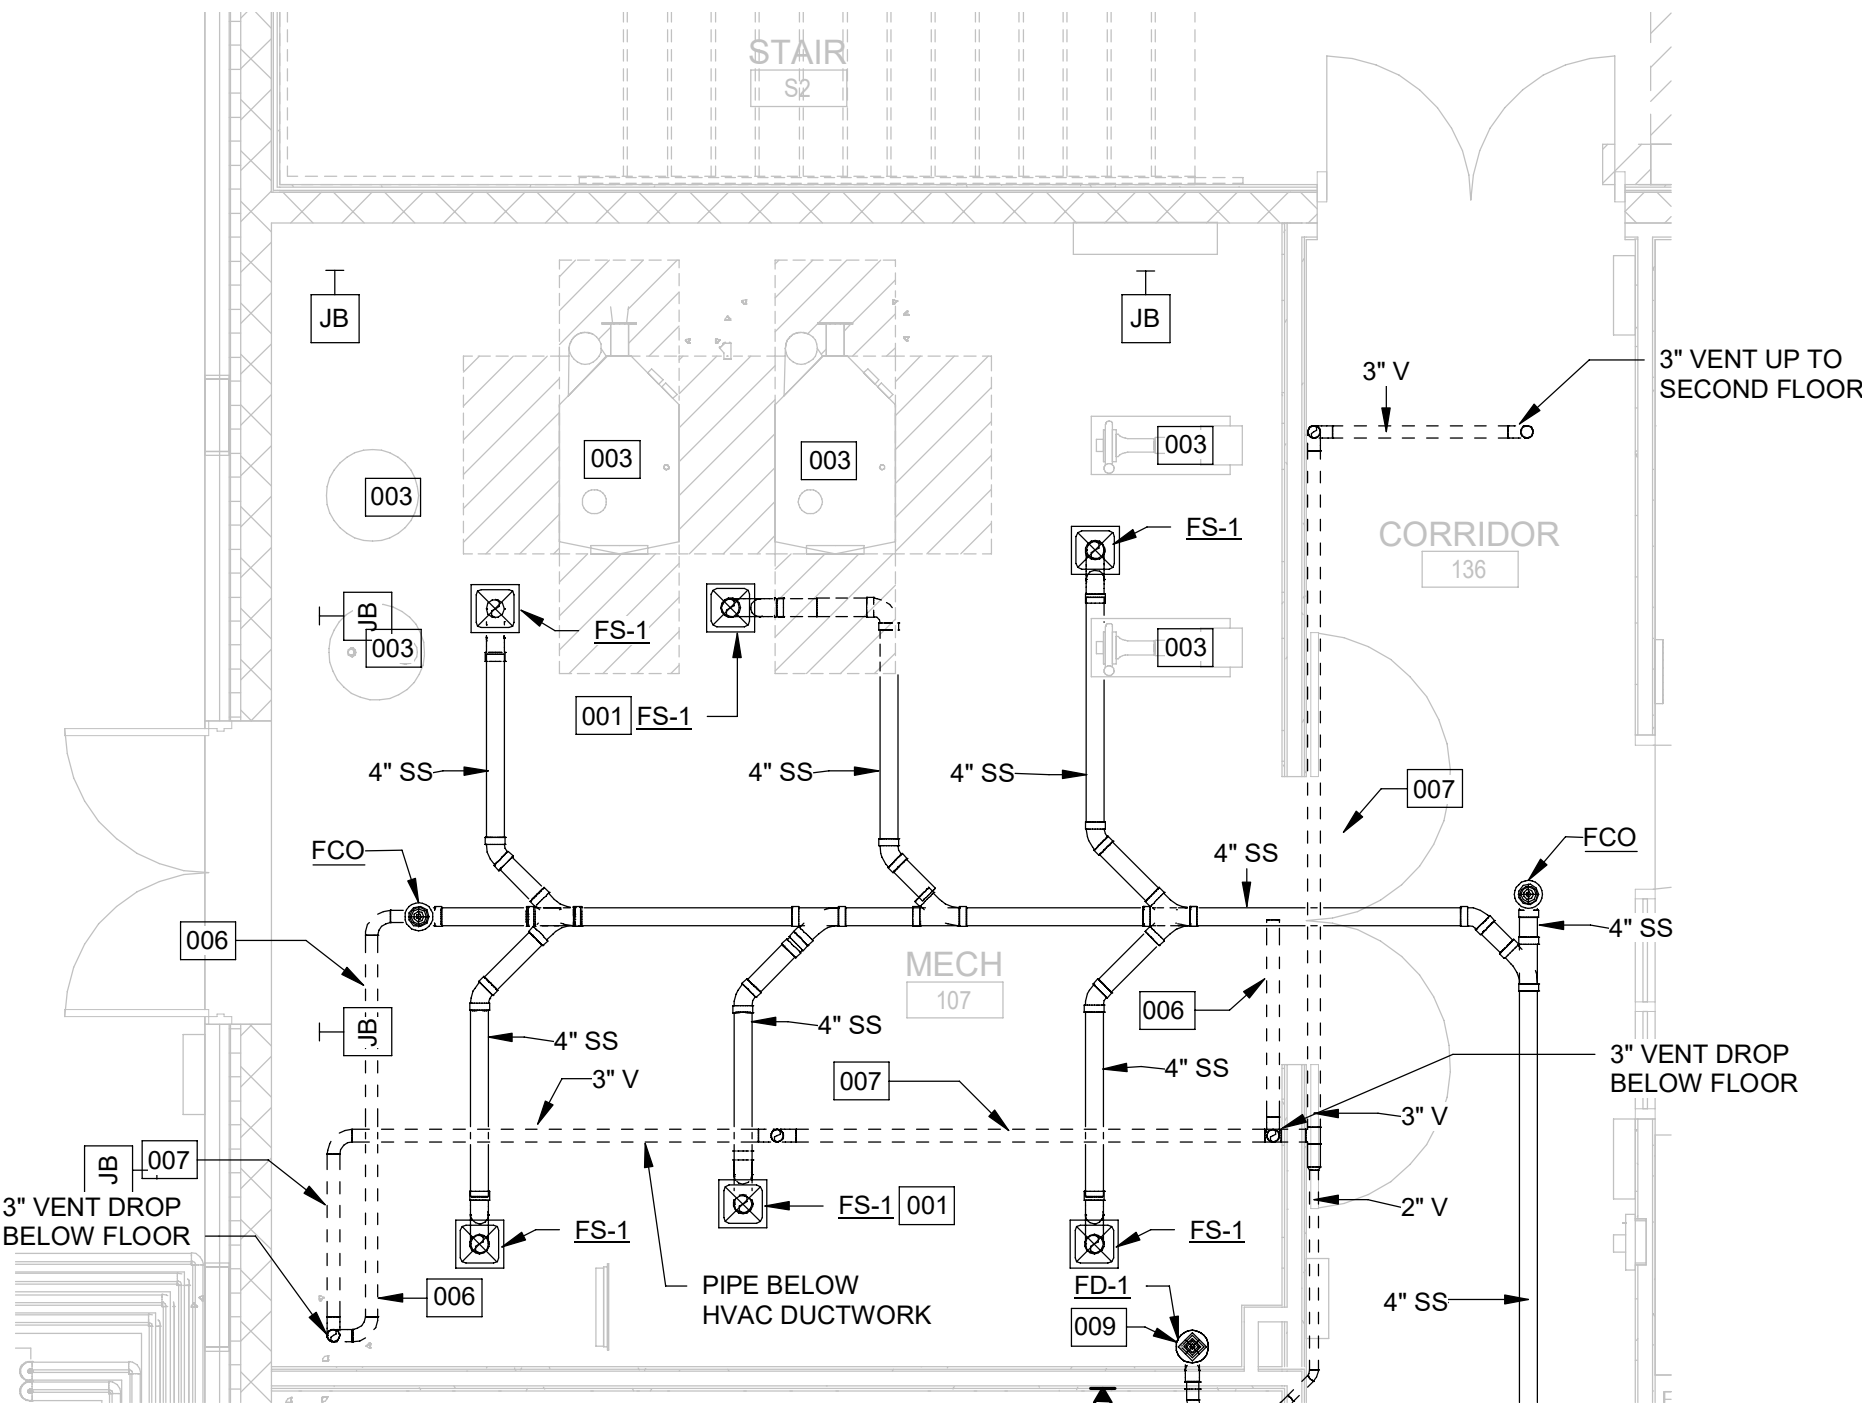 STAIR
S2
JB
JB
3" V
3" VENT UP TO
SECOND FLOOR
003
003
003
003
CORRIDOR
136
FS-1
JB
003
FS-1
003
001 FS-1
4" SS
4" SS
4" SS
007
FCO
4" SS
FCO
006
4" SS
MECH
107
006
JB
4" SS
4" SS
3" VENT DROP
BELOW FLOOR
4" SS
3" V
007
3" V
JB
007
3" VENT DROP
BELOW FLOOR
FS-1 001
2" V
FS-1
FS-1
PIPE BELOW
HVAC DUCTWORK
006
FD-1
009
4" SS